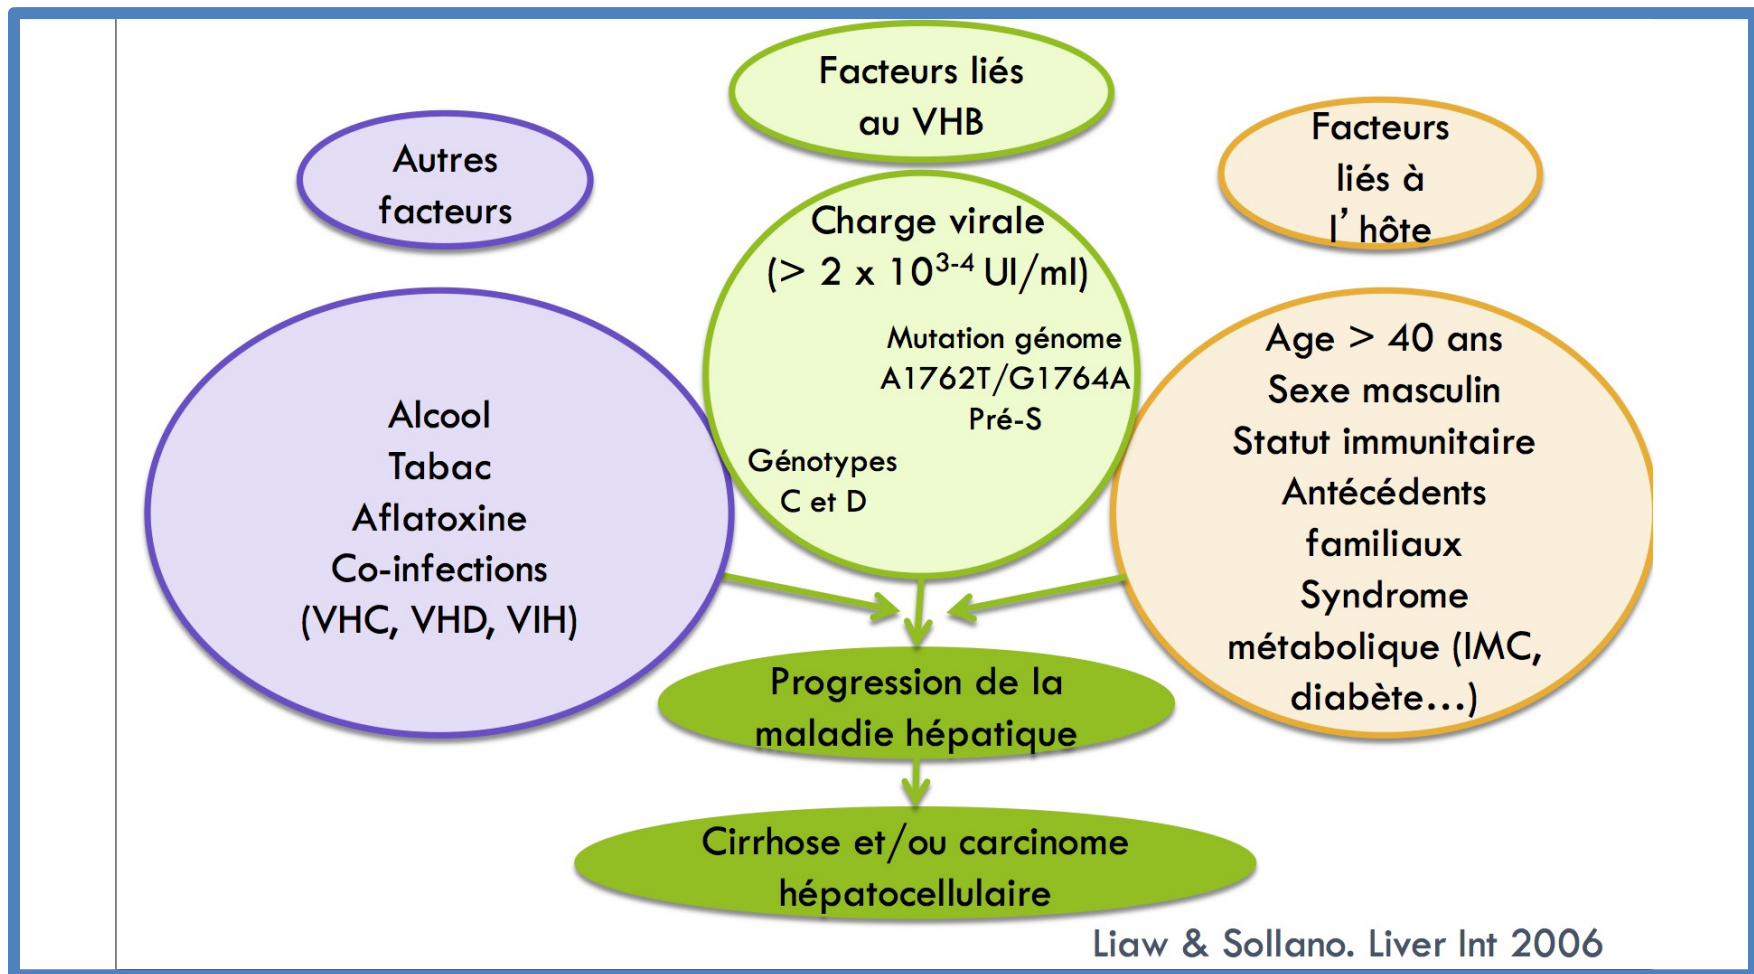 Facteurs liés
au VHB
Autres
facteurs
Facteurs
liés à
l’ hôte
Charge virale
(> 2 x 10³⁻⁴ UI/ml)
Mutation génome
A1762T/G1764A
Pré-S
Génotypes
C et D
Alcool
Tabac
Aflatoxine
Co-infections
(VHC, VHD, VIH)
Age > 40 ans
Sexe masculin
Statut immunitaire
Antécédents
familiaux
Syndrome
métabolique (IMC,
diabète...)
Progression de la
maladie hépatique
Cirrhose et/ou carcinome
hépatocellulaire
Liaw & Sollano. Liver Int 2006